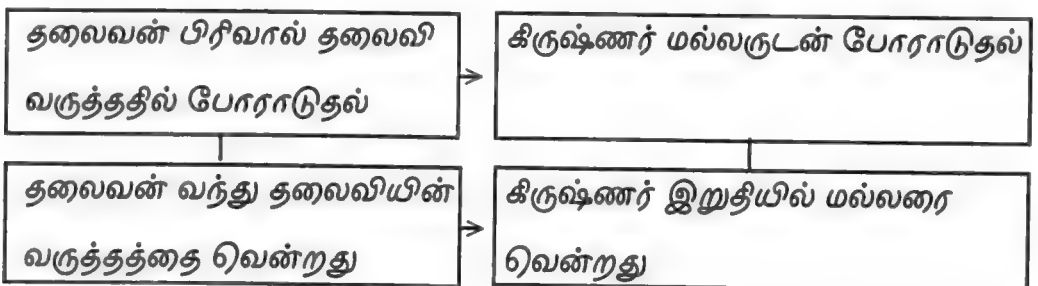 தலைவன் பிரிவால் தலைவி
வருத்ததில் போராடுதல்
கிருஷ்ணர் மல்லருடன் போராடுதல்
தலைவன் வந்து தலைவியின்
வருத்தத்தை வென்றது
கிருஷ்ணர் இறுதியில் மல்லரை
வென்றது